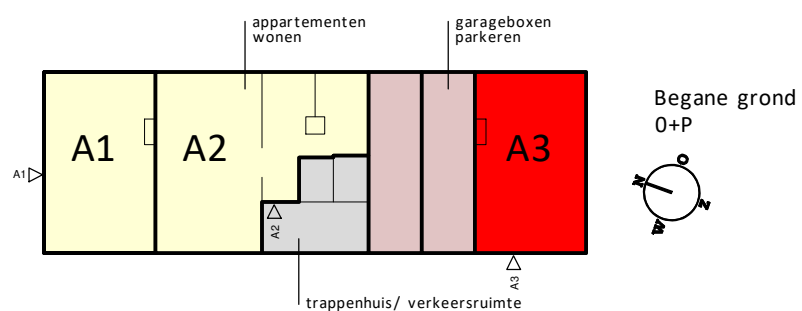 appartementen
wonen
garageboxen
parkeren
Begane grond
0+P
A1
A2
A3
A1
A2
A3
N
O
Z
W
trappenhuis/ verkeersruimte